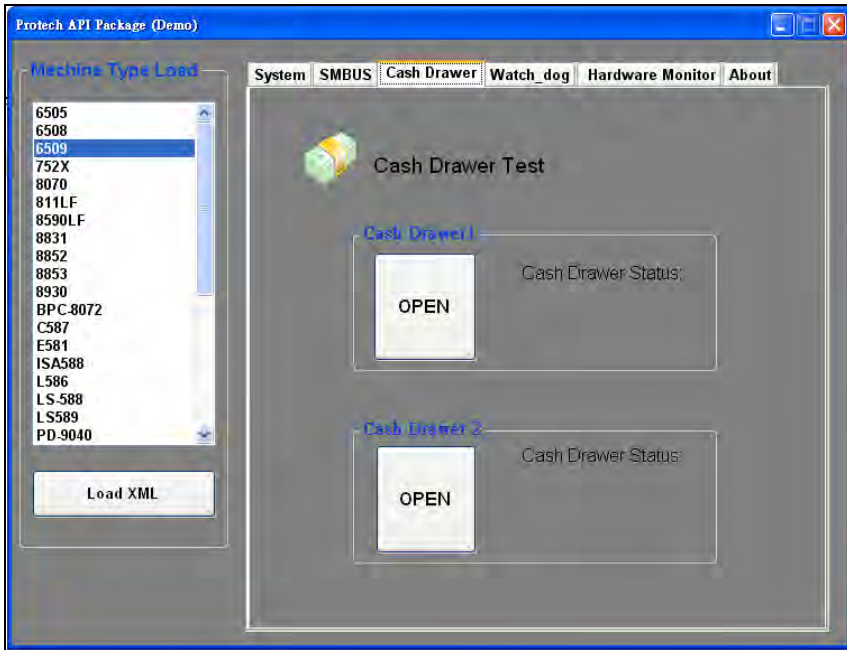 Protech API Package (Demo)
Mechine Type Load
6505
6508
6509
752X
8070
811LF
8590LF
8831
8852
8853
8930
BPC-8072
C587
E581
ISA588
L586
LS-588
LS589
PD-9040
Load XML
System SMBUS Cash Drawer Watch_dog Hardware Monitor About
Cash Drawer Test
Cash Drawer1
OPEN
Cash Drawer Status:
Cash Drawer 2
OPEN
Cash Drawer Status: